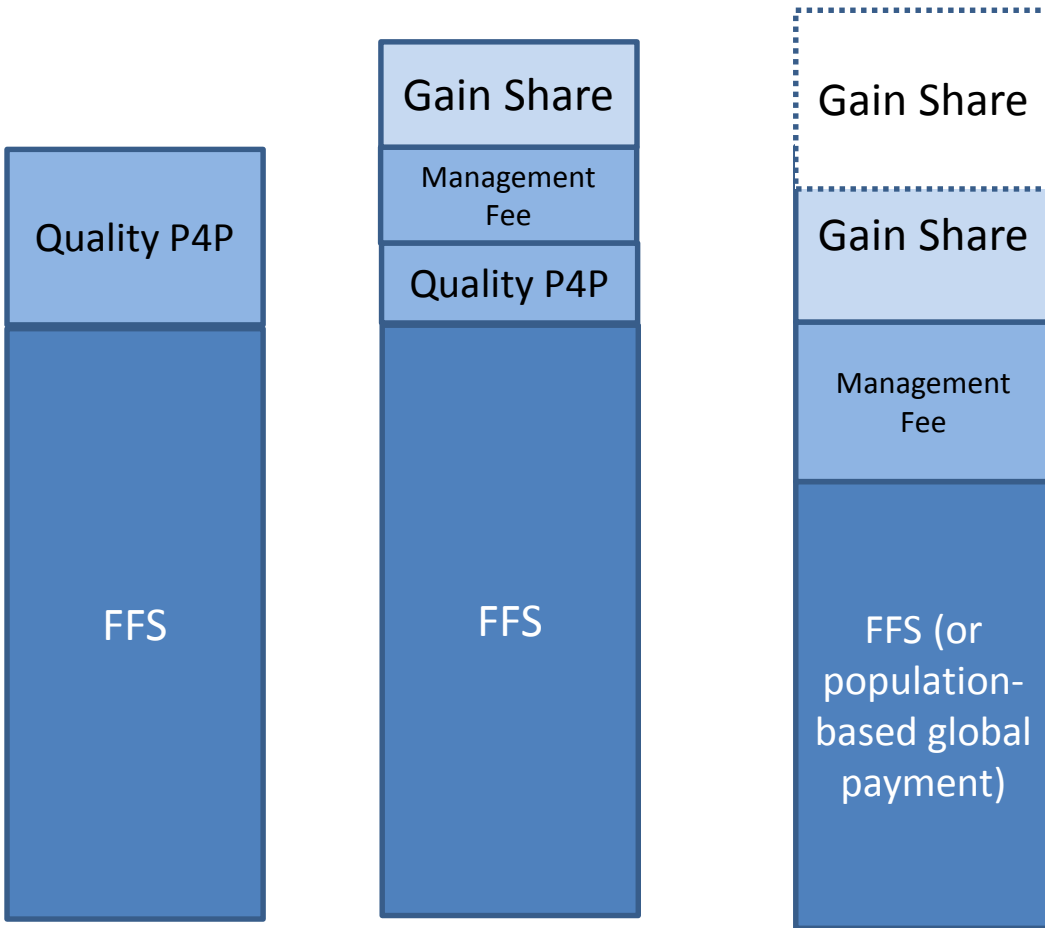 Quality P4P
FFS
Gain Share
Management
Fee
Quality P4P
FFS
Gain Share
Gain Share
Management
Fee
FFS (or
population-
based global
payment)